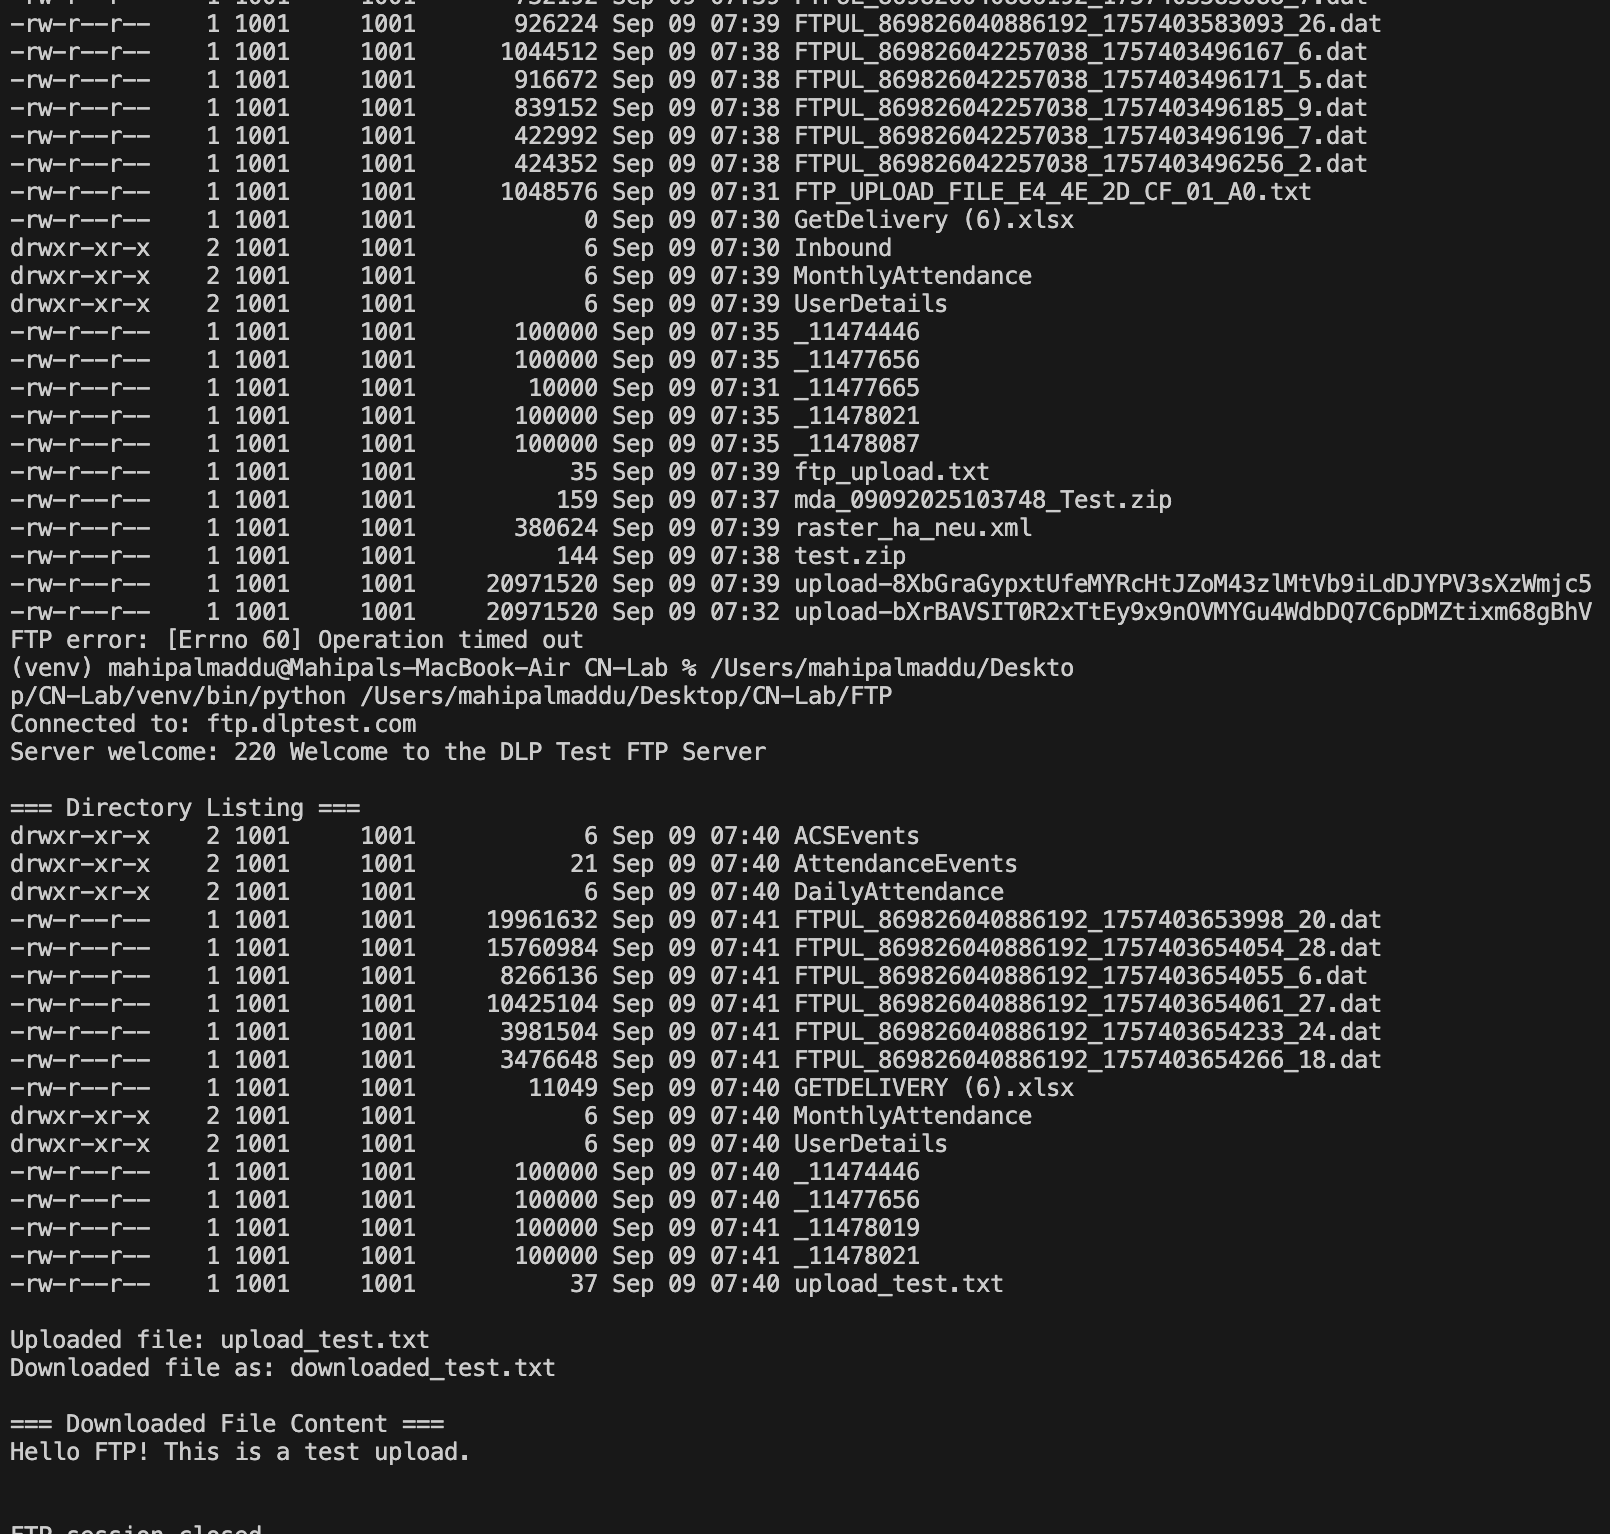 -rw-r--r--    1 1001     1001       752192 Sep 09 07:39 FTPUL_869826040886192_1757403583088_7.dat
-rw-r--r--    1 1001     1001       926224 Sep 09 07:39 FTPUL_869826040886192_1757403583093_26.dat
-rw-r--r--    1 1001     1001      1044512 Sep 09 07:38 FTPUL_869826042257038_1757403496167_6.dat
-rw-r--r--    1 1001     1001       916672 Sep 09 07:38 FTPUL_869826042257038_1757403496171_5.dat
-rw-r--r--    1 1001     1001       839152 Sep 09 07:38 FTPUL_869826042257038_1757403496185_9.dat
-rw-r--r--    1 1001     1001       422992 Sep 09 07:38 FTPUL_869826042257038_1757403496196_7.dat
-rw-r--r--    1 1001     1001       424352 Sep 09 07:38 FTPUL_869826042257038_1757403496256_2.dat
-rw-r--r--    1 1001     1001      1048576 Sep 09 07:31 FTP_UPLOAD_FILE_E4_4E_2D_CF_01_A0.txt
-rw-r--r--    1 1001     1001            0 Sep 09 07:30 GetDelivery (6).xlsx
drwxr-xr-x    2 1001     1001            6 Sep 09 07:30 Inbound
drwxr-xr-x    2 1001     1001            6 Sep 09 07:39 MonthlyAttendance
drwxr-xr-x    2 1001     1001            6 Sep 09 07:39 UserDetails
-rw-r--r--    1 1001     1001       100000 Sep 09 07:35 _11474446
-rw-r--r--    1 1001     1001       100000 Sep 09 07:35 _11477656
-rw-r--r--    1 1001     1001        10000 Sep 09 07:31 _11477665
-rw-r--r--    1 1001     1001       100000 Sep 09 07:35 _11478021
-rw-r--r--    1 1001     1001       100000 Sep 09 07:35 _11478087
-rw-r--r--    1 1001     1001           35 Sep 09 07:39 ftp_upload.txt
-rw-r--r--    1 1001     1001          159 Sep 09 07:37 mda_09092025103748_Test.zip
-rw-r--r--    1 1001     1001       380624 Sep 09 07:39 raster_ha_neu.xml
-rw-r--r--    1 1001     1001          144 Sep 09 07:38 test.zip
-rw-r--r--    1 1001     1001     20971520 Sep 09 07:39 upload-8XbGraGypxtUfeMYRcHtJZoM43zlMtVb9iLdDJYPV3sXzWmjc5
-rw-r--r--    1 1001     1001     20971520 Sep 09 07:32 upload-bXrBAVSIT0R2xTtEy9x9nOVMYGu4WdbDQ7C6pDMZtixm68gBhV
FTP error: [Errno 60] Operation timed out
(venv) mahipalmaddu@Mahipals-MacBook-Air CN-Lab % /Users/mahipalmaddu/Deskto
p/CN-Lab/venv/bin/python /Users/mahipalmaddu/Desktop/CN-Lab/FTP
Connected to: ftp.dlptest.com
Server welcome: 220 Welcome to the DLP Test FTP Server
=== Directory Listing ===
drwxr-xr-x    2 1001     1001            6 Sep 09 07:40 ACSEvents
drwxr-xr-x    2 1001     1001           21 Sep 09 07:40 AttendanceEvents
drwxr-xr-x    2 1001     1001            6 Sep 09 07:40 DailyAttendance
-rw-r--r--    1 1001     1001     19961632 Sep 09 07:41 FTPUL_869826040886192_1757403653998_20.dat
-rw-r--r--    1 1001     1001     15760984 Sep 09 07:41 FTPUL_869826040886192_1757403654054_28.dat
-rw-r--r--    1 1001     1001      8266136 Sep 09 07:41 FTPUL_869826040886192_1757403654055_6.dat
-rw-r--r--    1 1001     1001     10425104 Sep 09 07:41 FTPUL_869826040886192_1757403654061_27.dat
-rw-r--r--    1 1001     1001      3981504 Sep 09 07:41 FTPUL_869826040886192_1757403654233_24.dat
-rw-r--r--    1 1001     1001      3476648 Sep 09 07:41 FTPUL_869826040886192_1757403654266_18.dat
-rw-r--r--    1 1001     1001        11049 Sep 09 07:40 GETDELIVERY (6).xlsx
drwxr-xr-x    2 1001     1001            6 Sep 09 07:40 MonthlyAttendance
drwxr-xr-x    2 1001     1001            6 Sep 09 07:40 UserDetails
-rw-r--r--    1 1001     1001       100000 Sep 09 07:40 _11474446
-rw-r--r--    1 1001     1001       100000 Sep 09 07:40 _11477656
-rw-r--r--    1 1001     1001       100000 Sep 09 07:41 _11478019
-rw-r--r--    1 1001     1001       100000 Sep 09 07:41 _11478021
-rw-r--r--    1 1001     1001           37 Sep 09 07:40 upload_test.txt
Uploaded file: upload_test.txt
Downloaded file as: downloaded_test.txt
=== Downloaded File Content ===
Hello FTP! This is a test upload.
FTP session closed